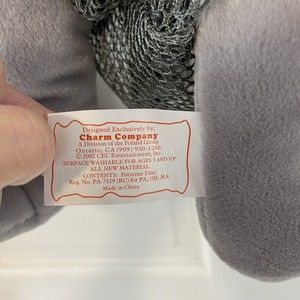 Designed Exclusively by:
Charm Company
A Division of the Foland Group
Ontario, CA (909) 930-1200
© 2002 CEC Entertainment, Inc.
SURFACE WASHABLE FOR AGES 3 AND UP
ALL NEW MATERIAL
CONTENTS: Polyester Fiber
Reg. No. PA-7329 (RC) for PA, OH, MA
Made in China